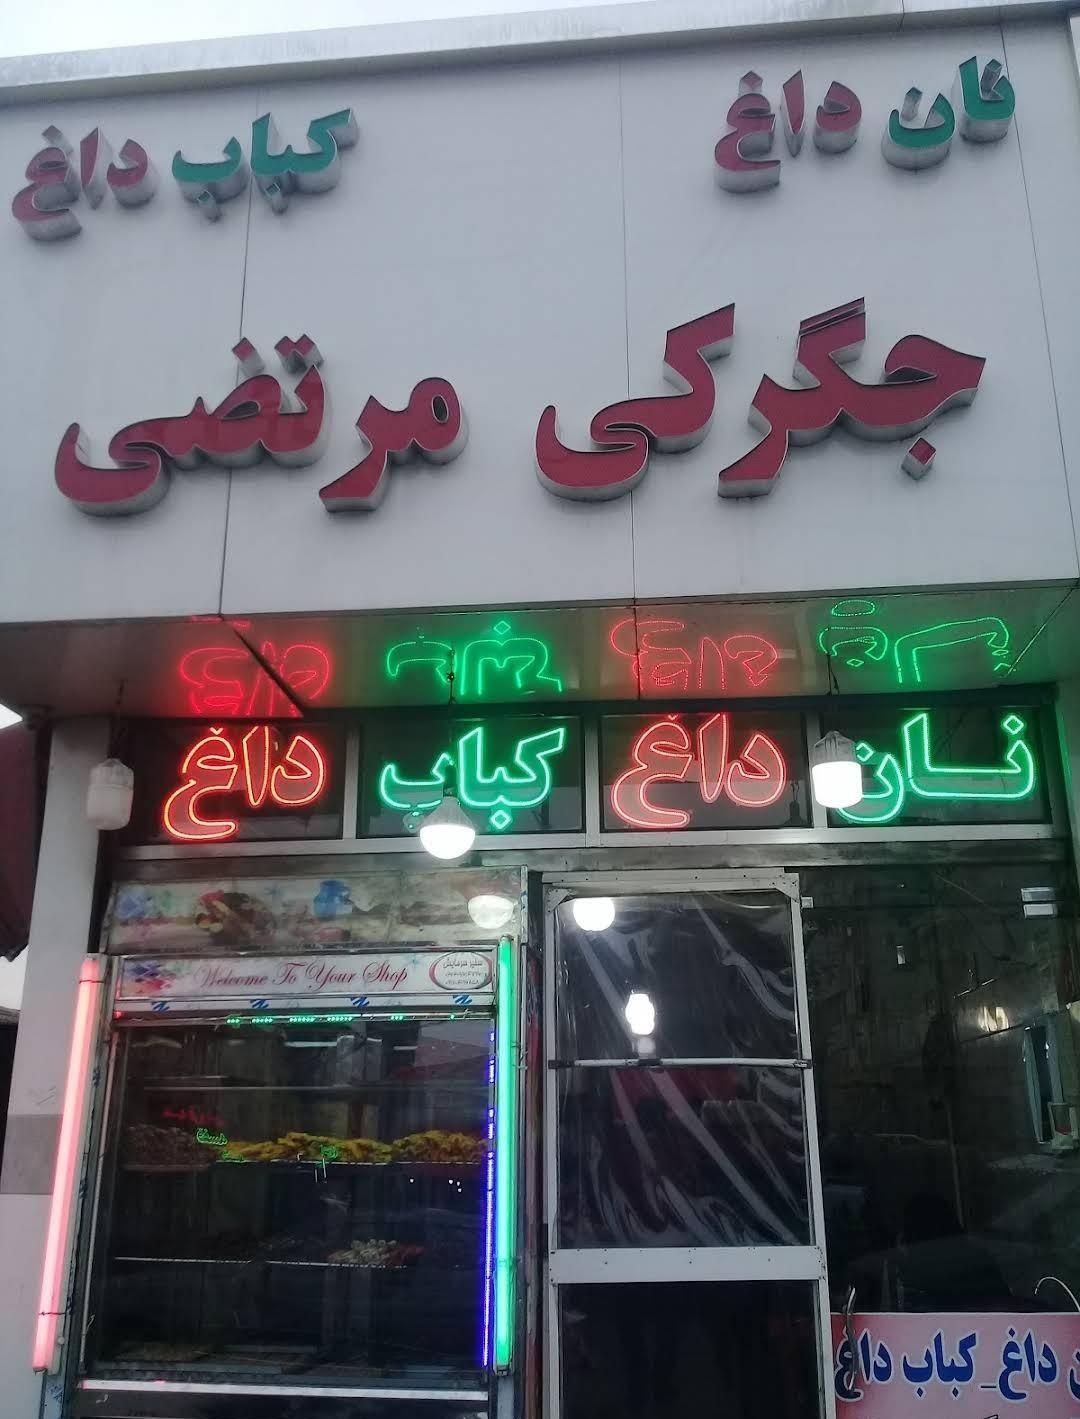 نان داغ کباب داغ
جگرکی مرتضی
نان داغ کباب داغ
Welcome To Your Shop
داغ_کباب داغ